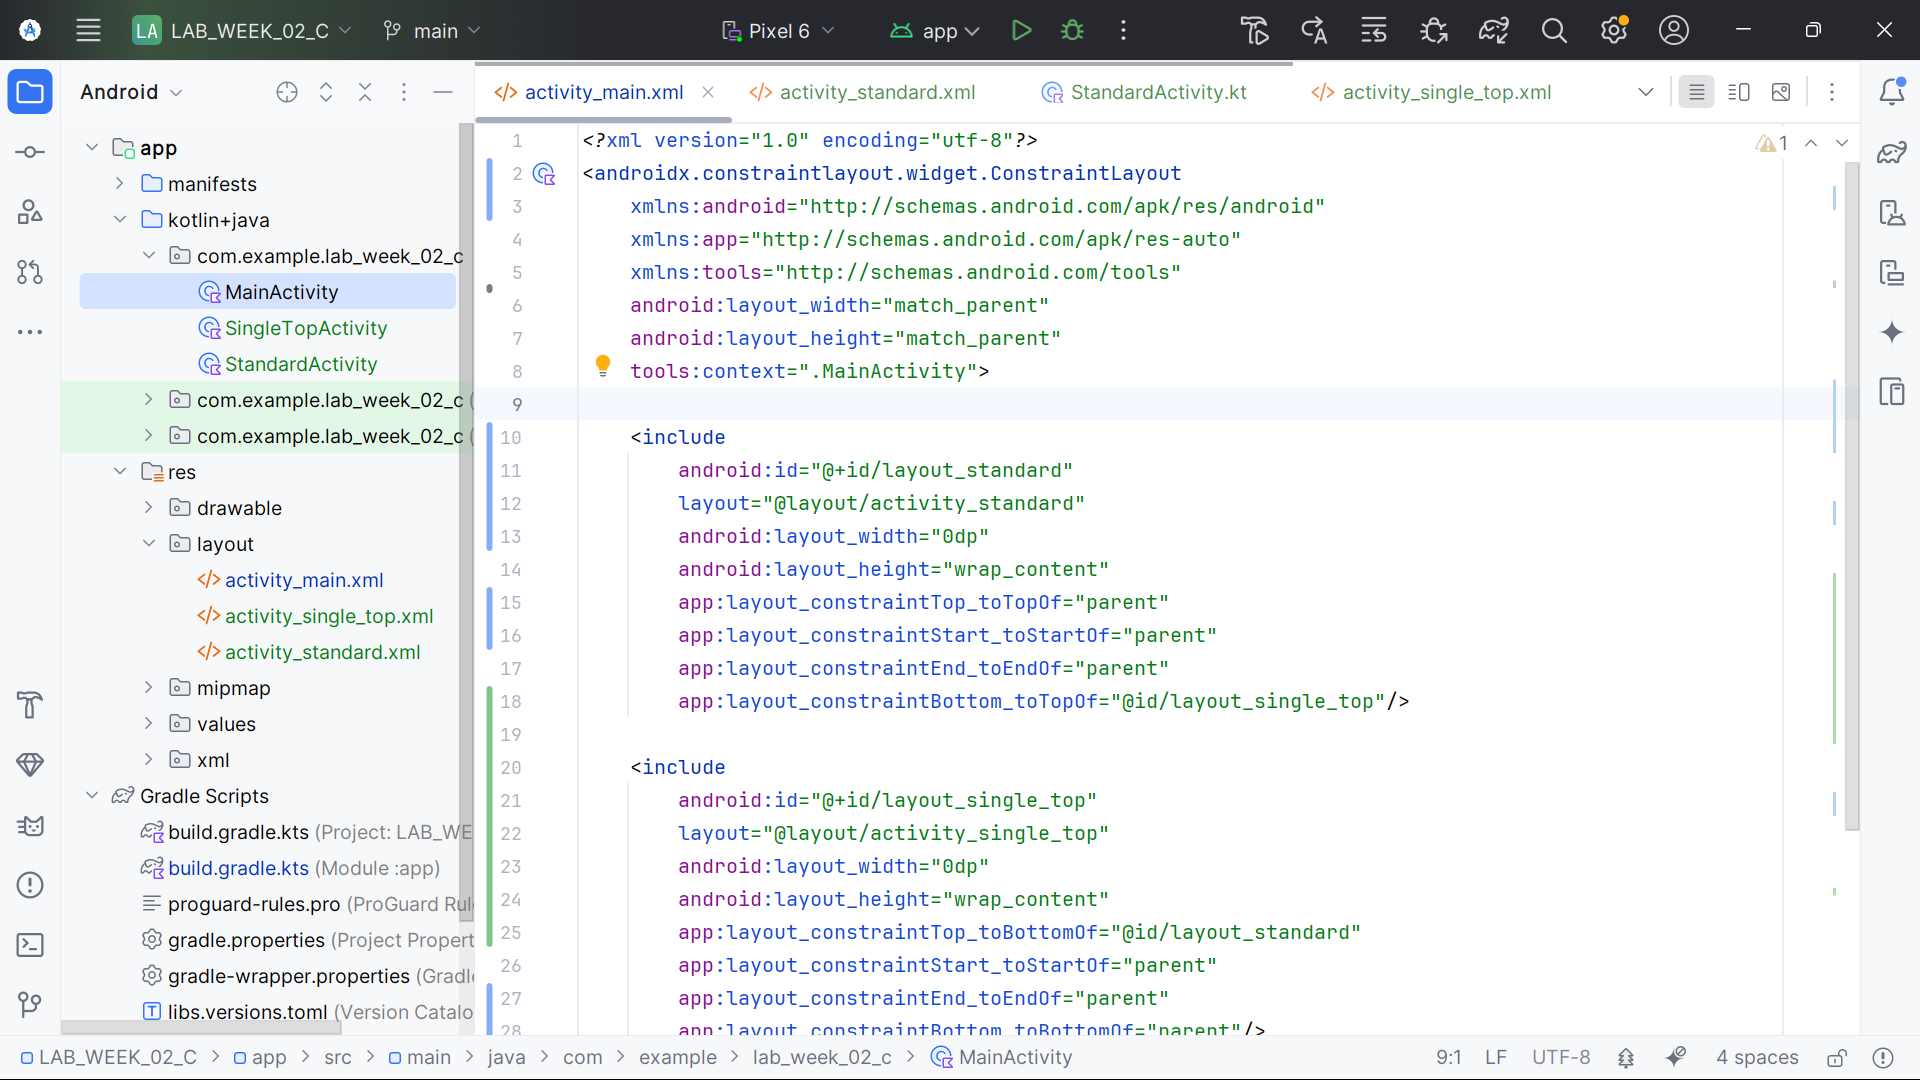 LA LAB_WEEK_02_C main Pixel 6 app
Android
app
manifests
kotlin+java
com.example.lab_week_02_c
MainActivity
SingleTopActivity
StandardActivity
com.example.lab_week_02_c (
com.example.lab_week_02_c (
res
drawable
layout
activity_main.xml
activity_single_top.xml
activity_standard.xml
mipmap
values
xml
Gradle Scripts
build.gradle.kts (Project: LAB_WE
build.gradle.kts (Module :app)
proguard-rules.pro (ProGuard Rul
gradle.properties (Project Propert
gradle-wrapper.properties (Gradle
libs.versions.toml (Version Catalo
activity_main.xml activity_standard.xml StandardActivity.kt activity_single_top.xml
1
1 <?xml version="1.0" encoding="utf-8"?>
2 <androidx.constraintlayout.widget.ConstraintLayout
3 xmlns:android="http://schemas.android.com/apk/res/android"
4 xmlns:app="http://schemas.android.com/apk/res-auto"
5 xmlns:tools="http://schemas.android.com/tools"
6 android:layout_width="match_parent"
7 android:layout_height="match_parent"
8 tools:context=".MainActivity">
9
10 <include
11 android:id="@+id/layout_standard"
12 layout="@layout/activity_standard"
13 android:layout_width="0dp"
14 android:layout_height="wrap_content"
15 app:layout_constraintTop_toTopOf="parent"
16 app:layout_constraintStart_toStartOf="parent"
17 app:layout_constraintEnd_toEndOf="parent"
18 app:layout_constraintBottom_toTopOf="@id/layout_single_top"/>
19
20 <include
21 android:id="@+id/layout_single_top"
22 layout="@layout/activity_single_top"
23 android:layout_width="0dp"
24 android:layout_height="wrap_content"
25 app:layout_constraintTop_toBottomOf="@id/layout_standard"
26 app:layout_constraintStart_toStartOf="parent"
27 app:layout_constraintEnd_toEndOf="parent"
28 app:layout_constraintBottom_toBottomOf="parent"/>
LAB_WEEK_02_C > app > src > main > java > com > example > lab_week_02_c > MainActivity 9:1 LF UTF-8 4 spaces